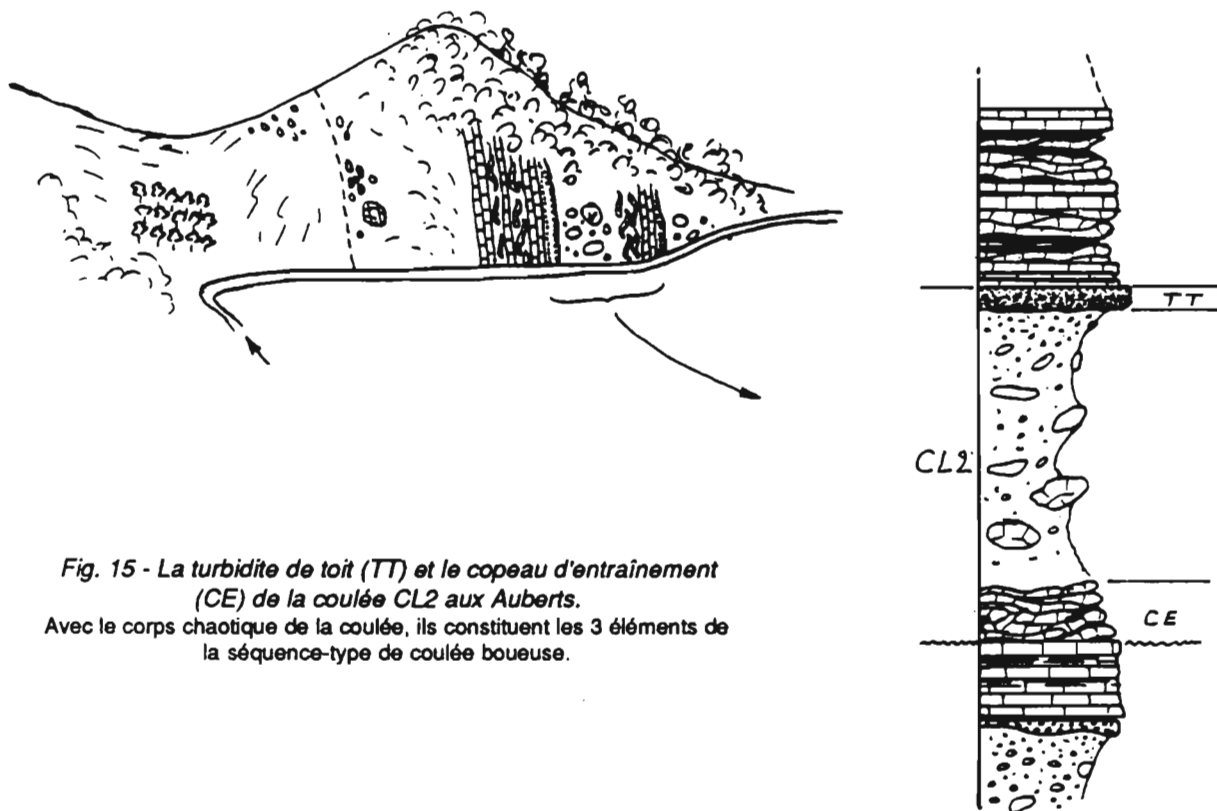 TT
CL2
CE
Fig. 15 - La turbidite de toit (TT) et le copeau d'entraînement
(CE) de la coulée CL2 aux Auberts.
Avec le corps chaotique de la coulée, ils constituent les 3 éléments de
la séquence-type de coulée boueuse.